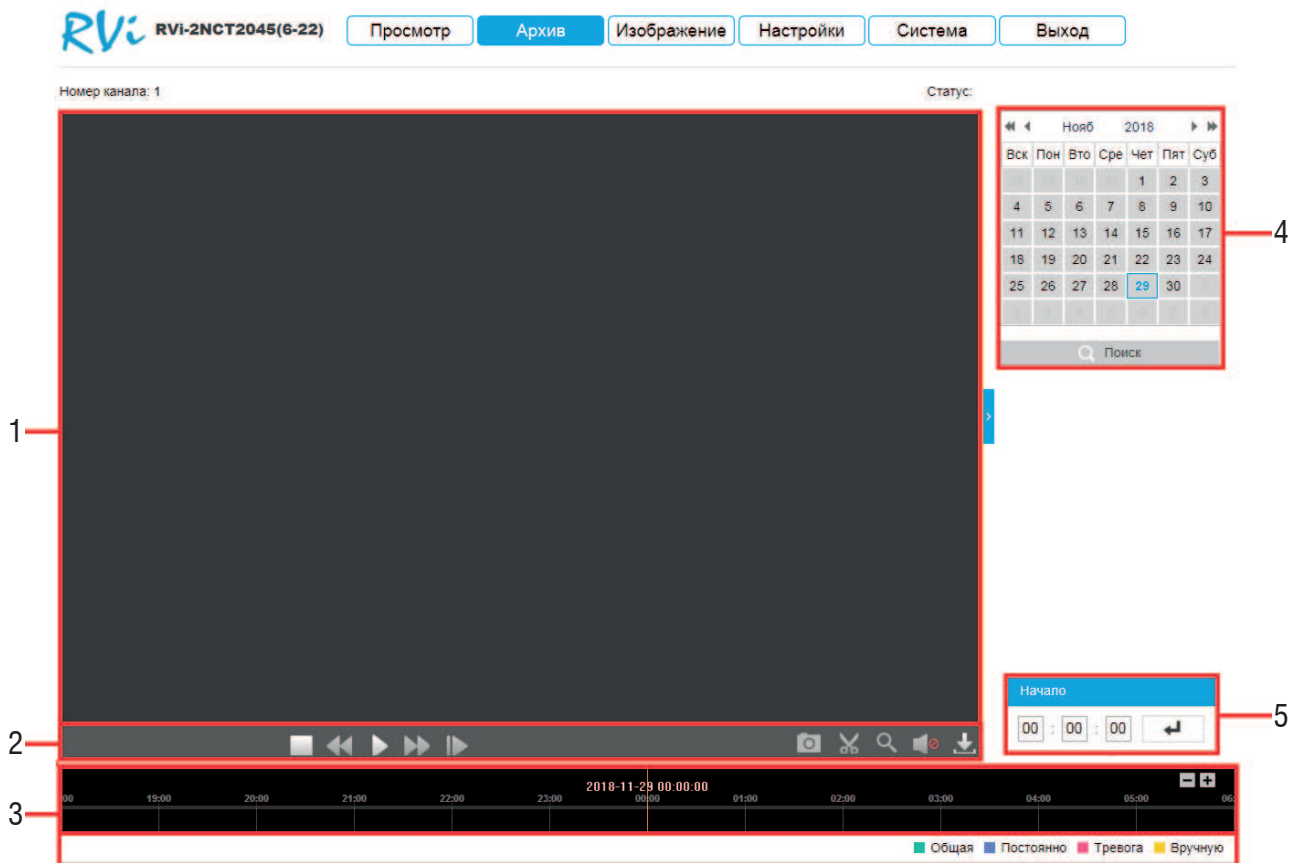 RVi RVi-2NCT2045(6-22) Просмотр Архив Изображение Настройки Система Выход
Номер канала: 1 Статус:
Нояб 2018
Вск Пон Вто Сре Чет Пят Суб
1 2 3
4 5 6 7 8 9 10
11 12 13 14 15 16 17
18 19 20 21 22 23 24
25 26 27 28 29 30
Поиск
4
1
Начало
00 : 00 : 00
5
2
2018-11-29 00:00:00
:00 19:00 20:00 21:00 22:00 23:00 00:00 01:00 02:00 03:00 04:00 05:00 06:
3
Общая Постоянно Тревога Вручную